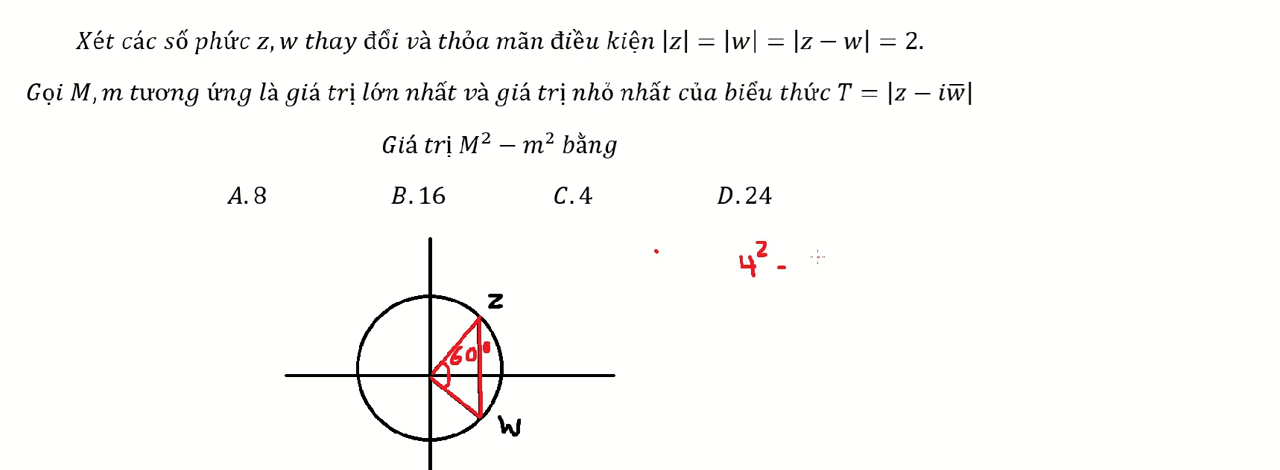 Xét các số phức z, w thay đổi và thỏa mãn điều kiện |z| = |w| = |z − w| = 2.
Gọi M, m tương ứng là giá trị lớn nhất và giá trị nhỏ nhất của biểu thức T = |z − iw̅|
Giá trị M² − m² bằng
A. 8 B. 16 C. 4 D. 24
4² -
z
60°
w